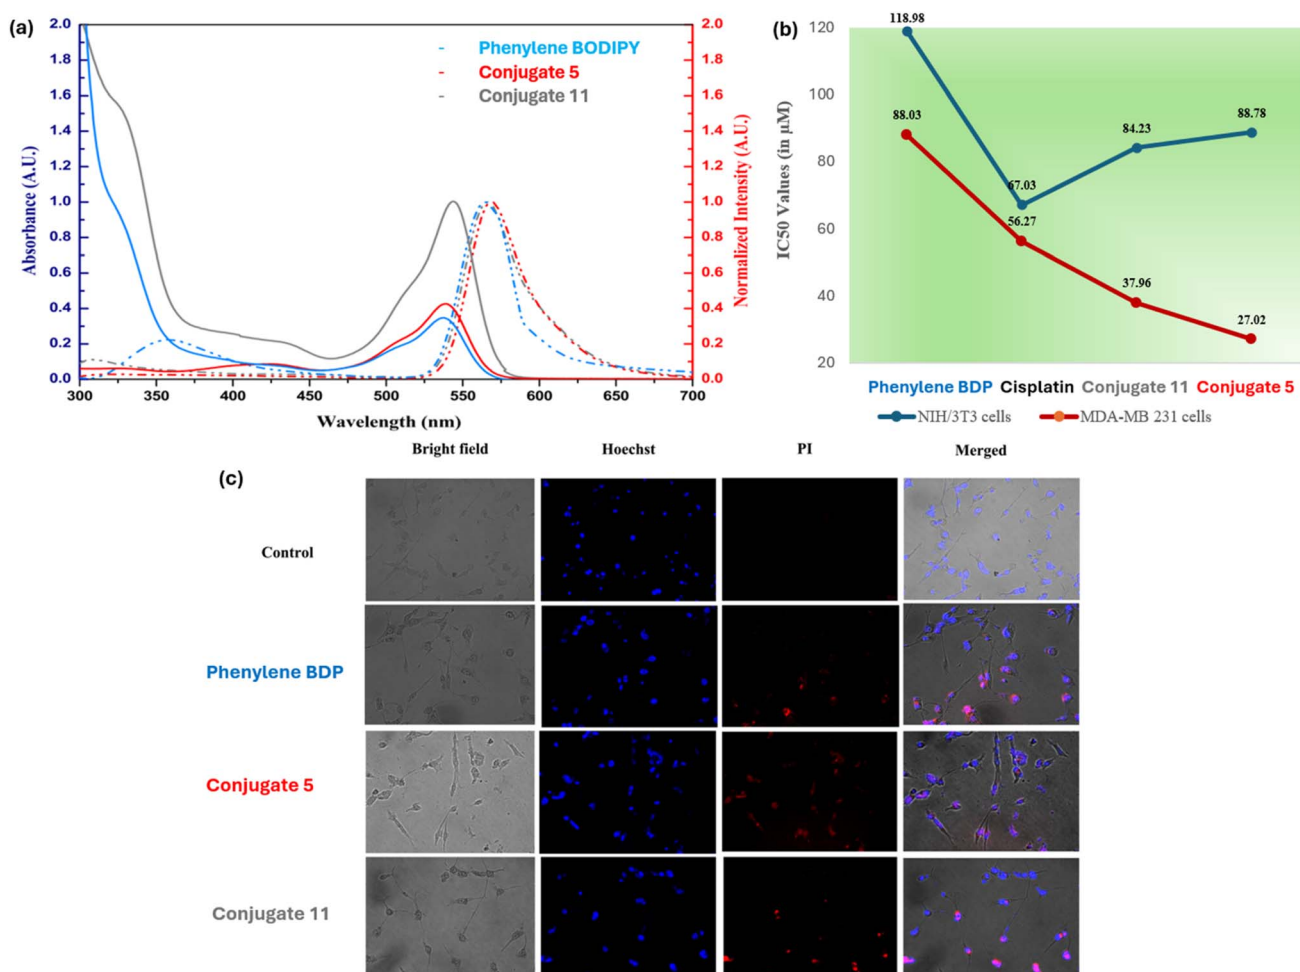 (a)
2.0
1.8
1.6
1.4
1.2
1.0
0.8
0.6
0.4
0.2
0.0
Absorbance (A.U.)
Phenylene BODIPY
Conjugate 5
Conjugate 11
2.0
1.8
1.6
1.4
1.2
1.0
0.8
0.6
0.4
0.2
0.0
Normalized Intensity (A.U.)
300 350 400 450 500 550 600 650 700
Wavelength (nm)
(b)
120
100
80
60
40
20
IC50 Values (in µM)
118.98
88.03
67.03
56.27
84.23
37.96
88.78
27.02
Phenylene BDP Cisplatin Conjugate 11 Conjugate 5
NIH/3T3 cells MDA-MB 231 cells
(c)
Bright field Hoechst PI Merged
Control
Phenylene BDP
Conjugate 5
Conjugate 11